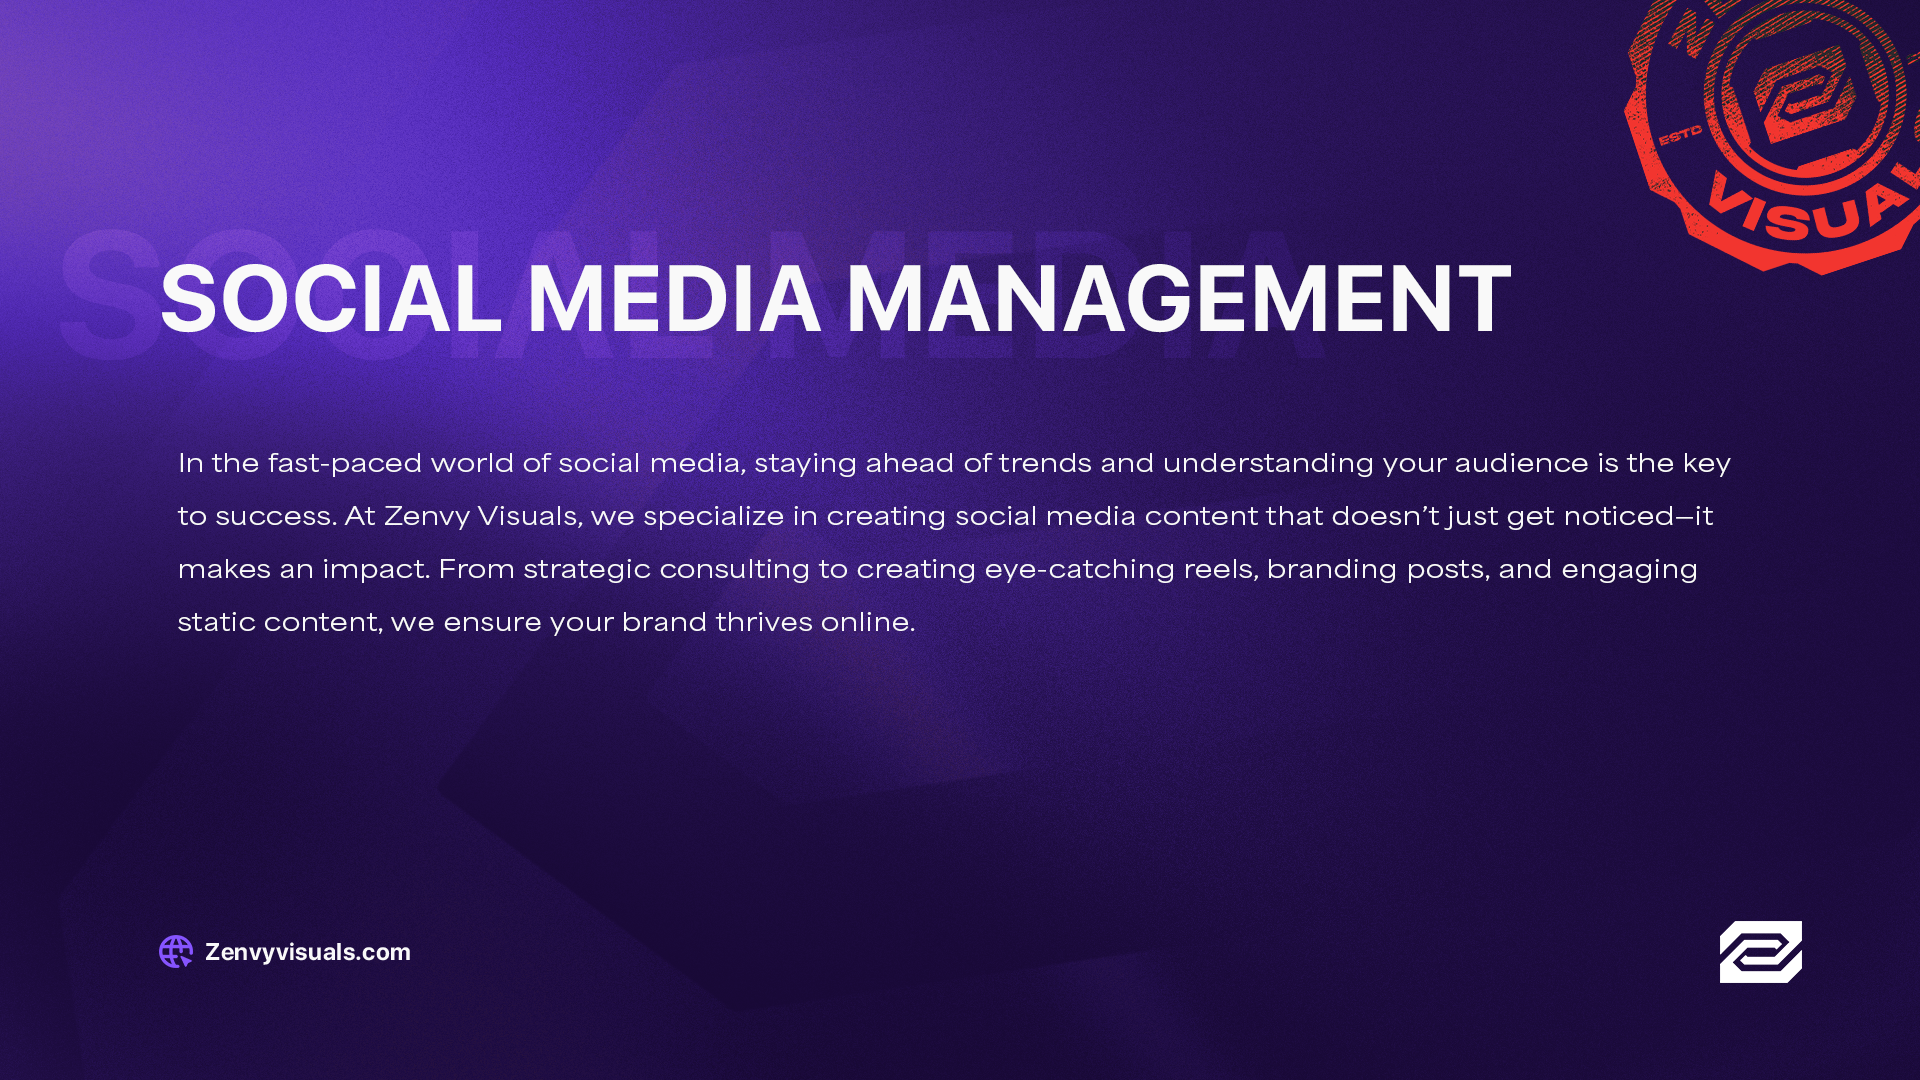 SOCIAL MEDIA
SOCIAL MEDIA MANAGEMENT
ESTD
In the fast-paced world of social media, staying ahead of trends and understanding your audience is the key
to success. At Zenvy Visuals, we specialize in creating social media content that doesn’t just get noticed—it
makes an impact. From strategic consulting to creating eye-catching reels, branding posts, and engaging
static content, we ensure your brand thrives online.
Zenvyvisuals.com